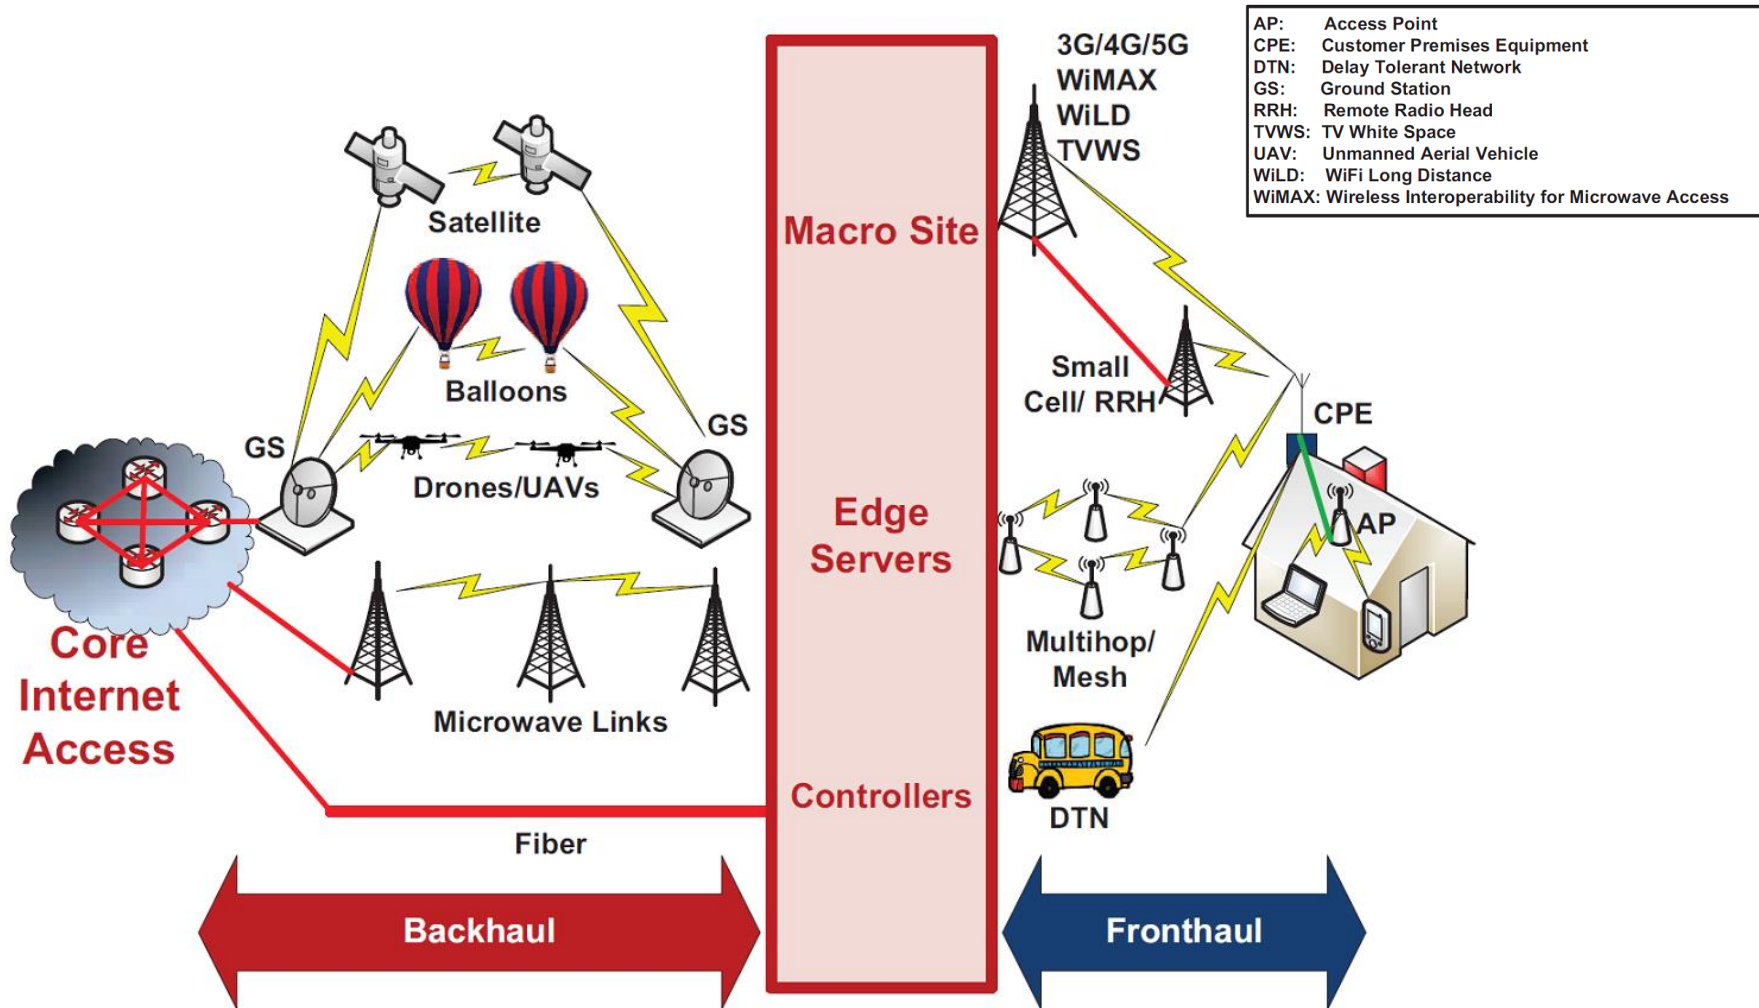 AP: Access Point
CPE: Customer Premises Equipment
DTN: Delay Tolerant Network
GS: Ground Station
RRH: Remote Radio Head
TVWS: TV White Space
UAV: Unmanned Aerial Vehicle
WiLD: WiFi Long Distance
WiMAX: Wireless Interoperability for Microwave Access
3G/4G/5G
WiMAX
WiLD
TVWS
Satellite
Balloons
GS
GS
Drones/UAVs
Microwave Links
Core
Internet
Access
Fiber
Backhaul
Macro Site
Edge
Servers
Controllers
Small
Cell/ RRH
CPE
AP
Multihop/
Mesh
DTN
Fronthaul